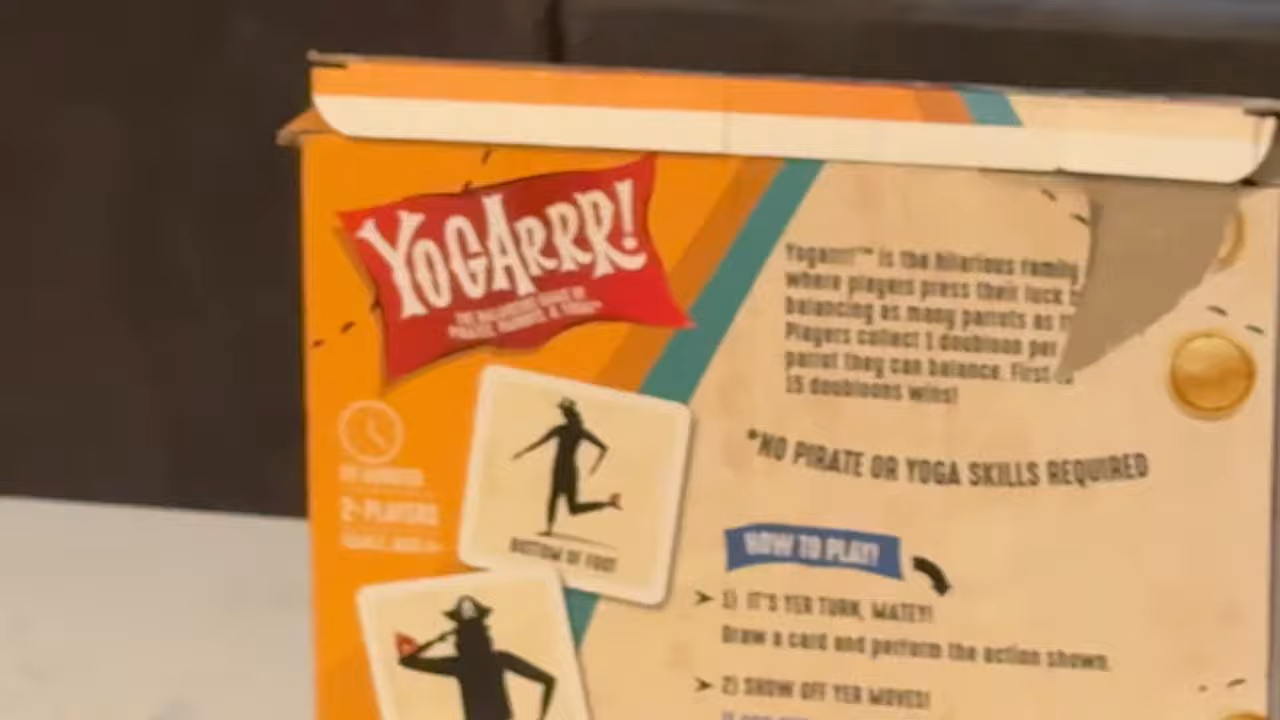 YOGARRR!
Yogarrr!™ is the hilarious family
where players press their luck
balancing as many parrots as
Players collect 1 doubloon per
parrot they can balance. First
15 doubloons wins!
*NO PIRATE OR YOGA SKILLS REQUIRED
2+ PLAYERS
BOTTOM OF FOOT
HOW TO PLAY?
1) IT'S YER TURN, MATEY!
Draw a card and perform the action shown.
2) SHOW OFF YER MOVES!